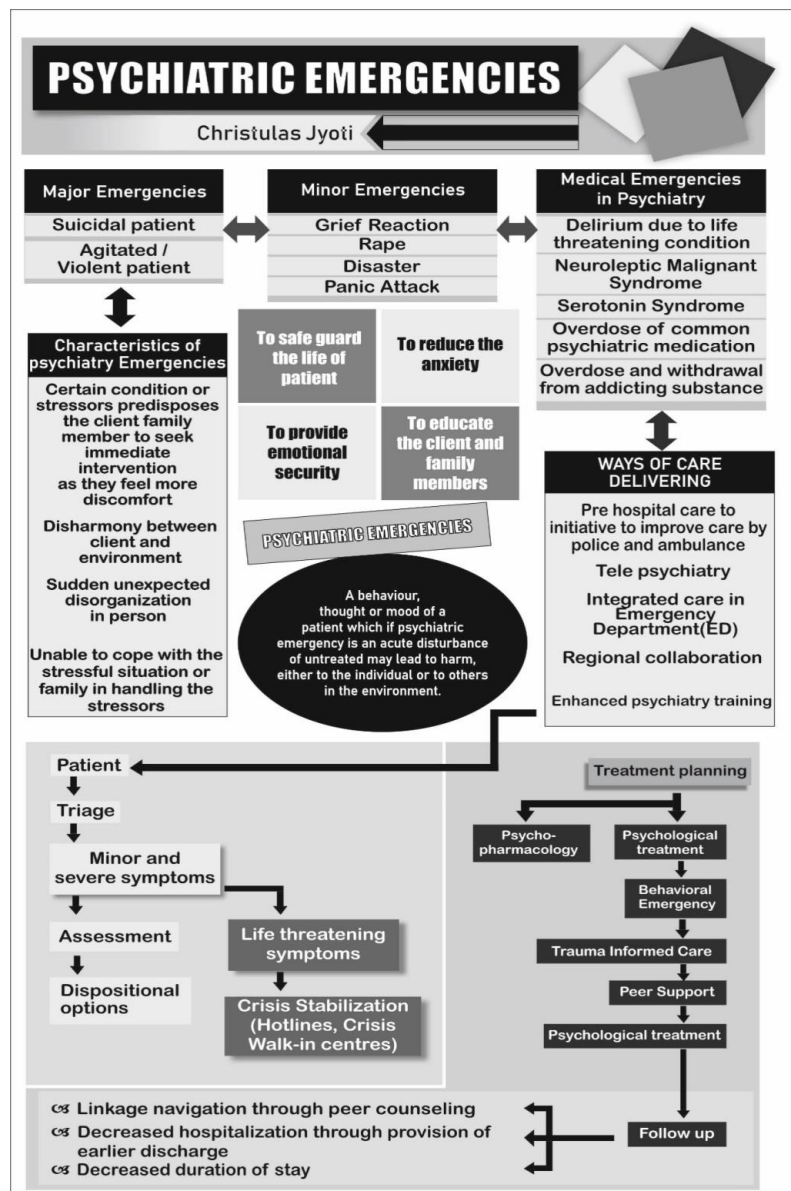 PSYCHIATRIC EMERGENCIES
Christulas Jyoti
Major Emergencies
Suicidal patient
Agitated /
Violent patient
Minor Emergencies
Grief Reaction
Rape
Disaster
Panic Attack
Medical Emergencies
in Psychiatry
Delirium due to life
threatening condition
Neuroleptic Malignant
Syndrome
Serotonin Syndrome
Overdose of common
psychiatric medication
Overdose and withdrawal
from addicting substance
Characteristics of
psychiatry Emergencies
Certain condition or
stressors predisposes
the client family
member to seek
immediate
intervention
as they feel more
discomfort
Disharmony between
client and
environment
Sudden unexpected
disorganization
in person
Unable to cope with the
stressful situation or
family in handling the
stressors
To safe guard
the life of
patient
To reduce the
anxiety
To provide
emotional
security
To educate
the client and
family
members
PSYCHIATRIC EMERGENCIES
A behaviour,
thought or mood of a
patient which if psychiatric
emergency is an acute disturbance
of untreated may lead to harm,
either to the individual or to others
in the environment.
WAYS OF CARE
DELIVERING
Pre hospital care to
initiative to improve care by
police and ambulance
Tele psychiatry
Integrated care in
Emergency
Department(ED)
Regional collaboration
Enhanced psychiatry training
Patient
Triage
Minor and
severe symptoms
Assessment
Dispositional
options
Life threatening
symptoms
Crisis Stabilization
(Hotlines, Crisis
Walk-in centres)
Treatment planning
Psycho-
pharmacology
Psychological
treatment
Behavioral
Emergency
Trauma Informed Care
Peer Support
Psychological treatment
Follow up
Linkage navigation through peer counseling
Decreased hospitalization through provision of
earlier discharge
Decreased duration of stay